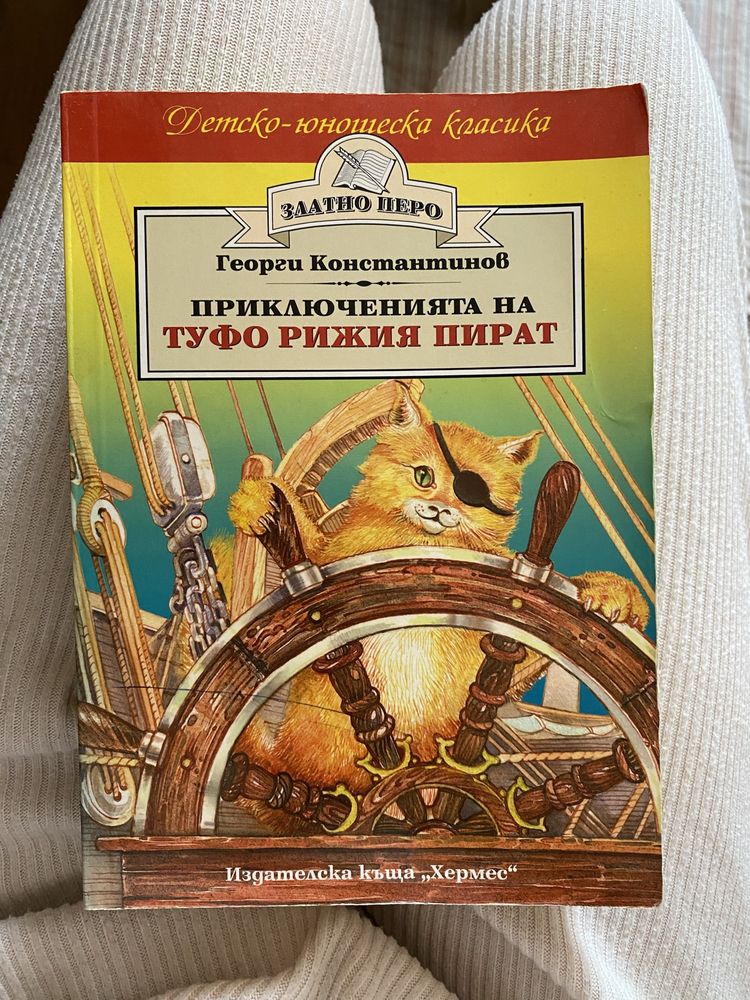 Детско-юношеска класика
ЗЛАТНО ПЕРО
Георги Константинов
ПРИКЛЮЧЕНИЯТА НА
ТУФО РИЖИЯ ПИРАТ
Издателска къща „Хермес“